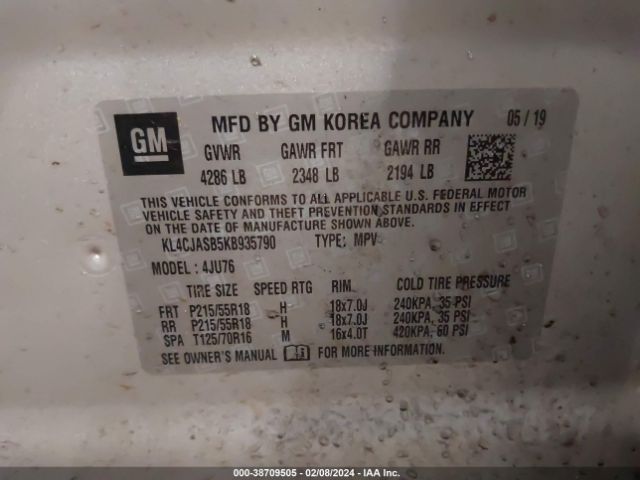 GM
MFD BY GM KOREA COMPANY 05 / 19
GVWR GAWR FRT GAWR RR
4286 LB 2348 LB 2194 LB
THIS VEHICLE CONFORMS TO ALL APPLICABLE U.S. FEDERAL MOTOR
VEHICLE SAFETY AND THEFT PREVENTION STANDARDS IN EFFECT
ON THE DATE OF MANUFACTURE SHOWN ABOVE.
KL4CJASB5KB935790 TYPE: MPV
MODEL: 4JU76
TIRE SIZE SPEED RTG RIM COLD TIRE PRESSURE
FRT P215/55R18 H 18x7.0J 240KPA, 35 PSI
RR P215/55R18 H 18x7.0J 240KPA, 35 PSI
SPA T125/70R16 M 16x4.0T 420KPA, 60 PSI
SEE OWNER'S MANUAL FOR MORE INFORMATION.
000-38709505 - 02/08/2024 - IAA Inc.